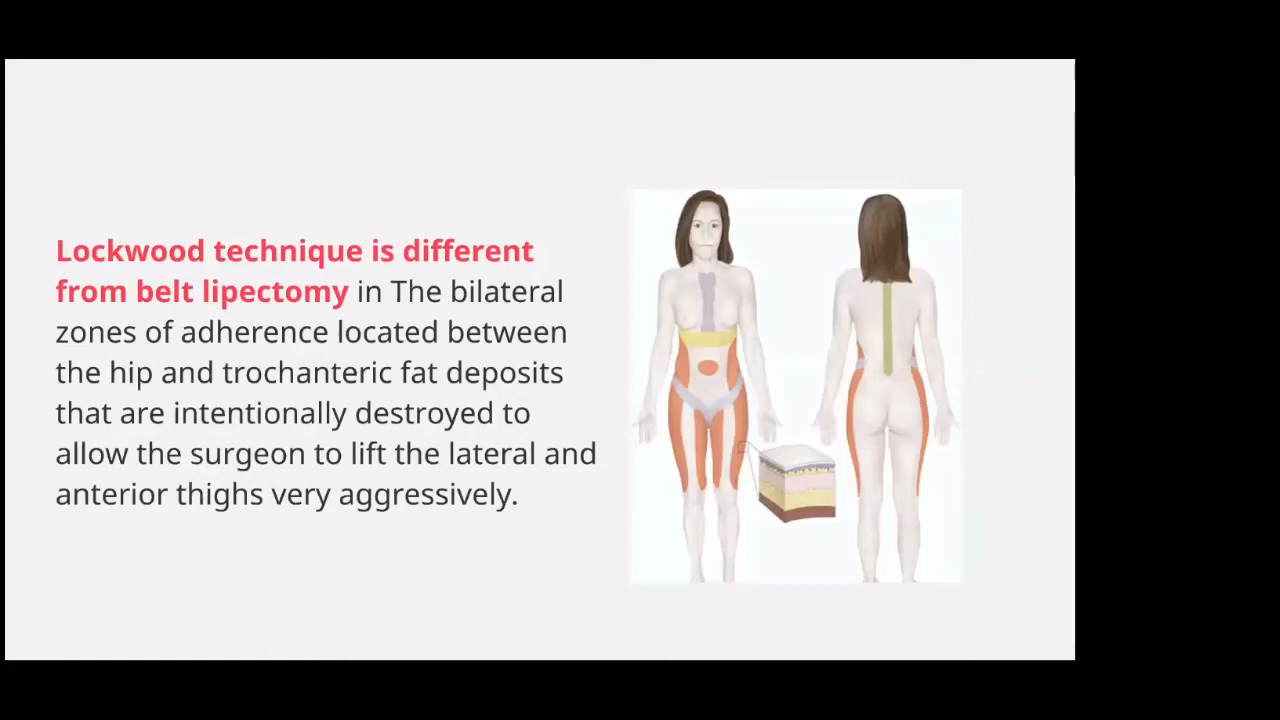 Lockwood technique is different
from belt lipectomy in The bilateral
zones of adherence located between
the hip and trochanteric fat deposits
that are intentionally destroyed to
allow the surgeon to lift the lateral and
anterior thighs very aggressively.